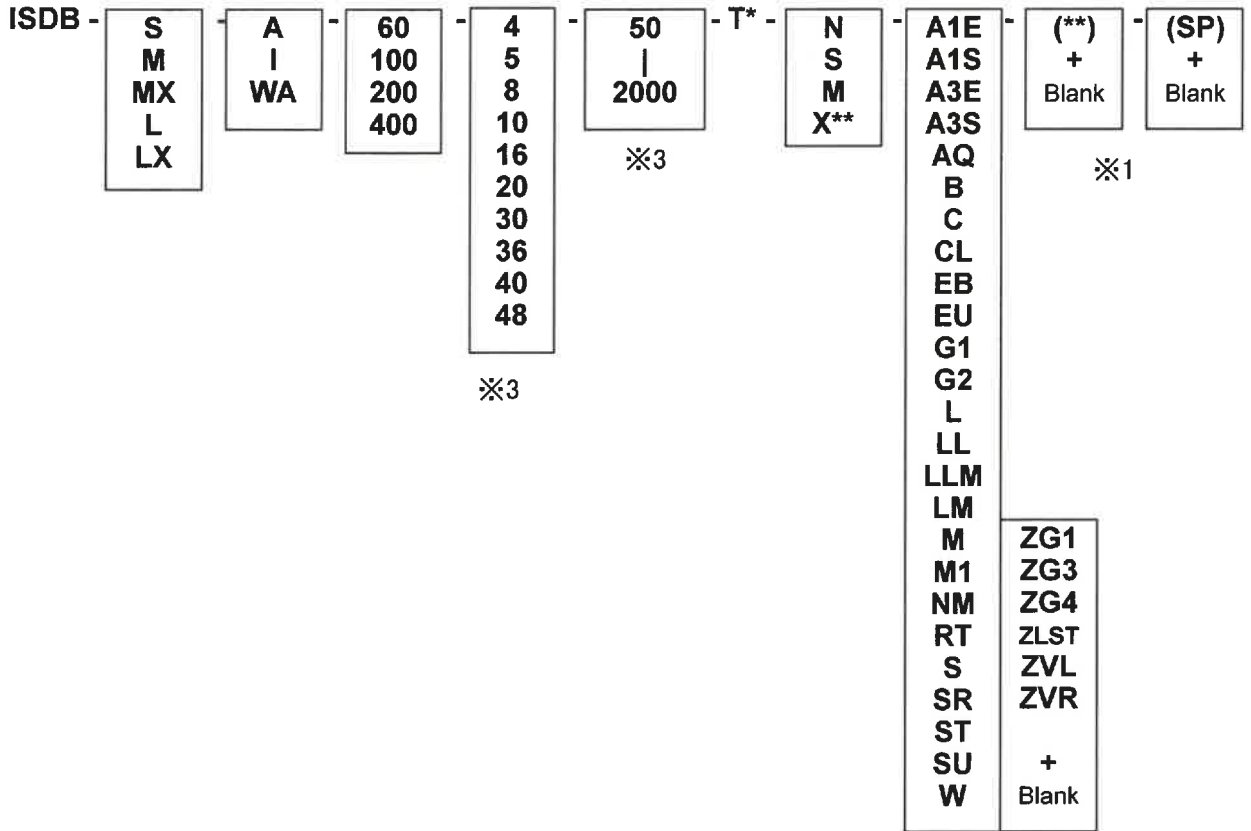 ISDB - S - A - 60 - 4 - 50 - T* - N - A1E - (**) - (SP)
M I 100 5 | S A1S + +
MX WA 200 8 2000 M A3E Blank Blank
L 400 10 X** A3S
LX 16 ※3 AQ ※1
20 B
30 C
36 CL
40 EB
48 EU
G1
※3 G2
L
LL
LLM
LM
M ZG1
M1 ZG3
NM ZG4
RT ZLST
S ZVL
SR ZVR
ST
SU +
W Blank